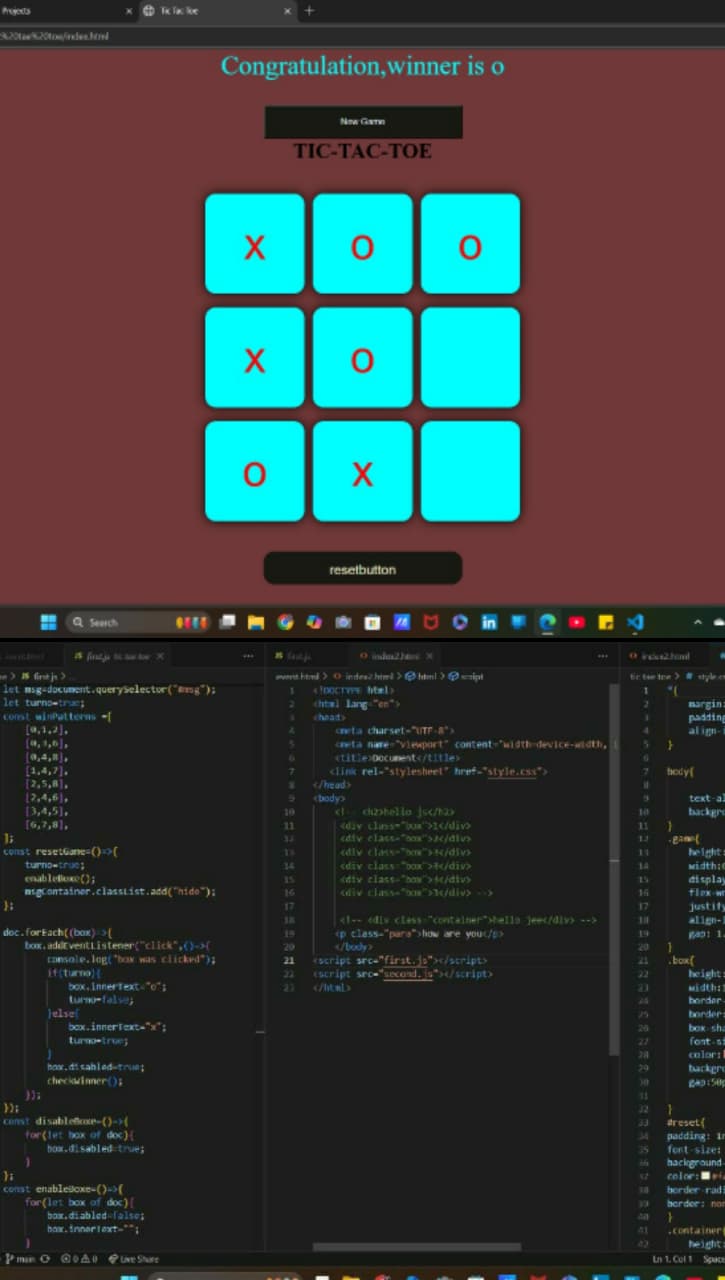 Projects
Tic Tac Toe
%20tae%20toe/index.html
Congratulation,winner is o
New Game
TIC-TAC-TOE
x o o
x o
o x
resetbutton
Search
first.js tic tae toe
first.js
index2.html
index2.html
first.js
event.html > index2.html > html > script
tic tae toe > style.c
let msg=document.querySelector("#msg");
let turno=true;
const winPatterns =[
[0,1,2],
[0,3,6],
[0,4,8],
[1,4,7],
[2,5,8],
[2,4,6],
[3,4,5],
[6,7,8],
];
const resetGame=()=>{
turno=true;
enableBoxe();
msgContainer.classList.add("hide");
};
doc.forEach((box)=>{
box.addEventListener("click",()=>{
console.log("box was clicked");
if(turno){
box.innerText="o";
turno=false;
}else{
box.innerText="x";
turno=true;
}
box.disabled=true;
checkWinner();
});
});
const disableBoxe=()=>{
for(let box of doc){
box.disabled=true;
}
};
const enableBoxe=()=>{
for(let box of doc){
box.diabled=false;
box.innerText="";
}
1 <!DOCTYPE html>
2 <html lang="en">
3 <head>
4 <meta charset="UTF-8">
5 <meta name="viewport" content="width=device-width,
6 <title>Document</title>
7 <link rel="stylesheet" href="style.css">
8 </head>
9 <body>
10 <!-- <h2>hello js</h2>
11 <div class="box">1</div>
12 <div class="box">2</div>
13 <div class="box">3</div>
14 <div class="box">3</div>
15 <div class="box">3</div>
16 <div class="box">3</div> -->
17
18 <!-- <div class="container">hello jee</div> -->
19 <p class="para">how are you</p>
20 </body>
21 <script src="first.js"></script>
22 <script src="second.js"></script>
23 </html>
1 *{
2 margin:
3 padding
4 align-i
5 }
6
7 body{
8
9 text-al
10 backgro
11 }
12 .game{
13 height:
14 width:
15 display
16 flex-wr
17 justify
18 align-
19 gap: 1.
20 }
21 .box{
22 height:
23 width:
24 border-
25 border:
26 box-sha
27 font-si
28 color:
29 backgro
30 gap:50p
31
32 }
33 #reset{
34 padding: 1
35 font-size:
36 background-
37 color:
38 border-radi
39 border: no
40 }
41 .container{
42 height:
main
0 0
Live Share
Ln 1, Col 1
Space